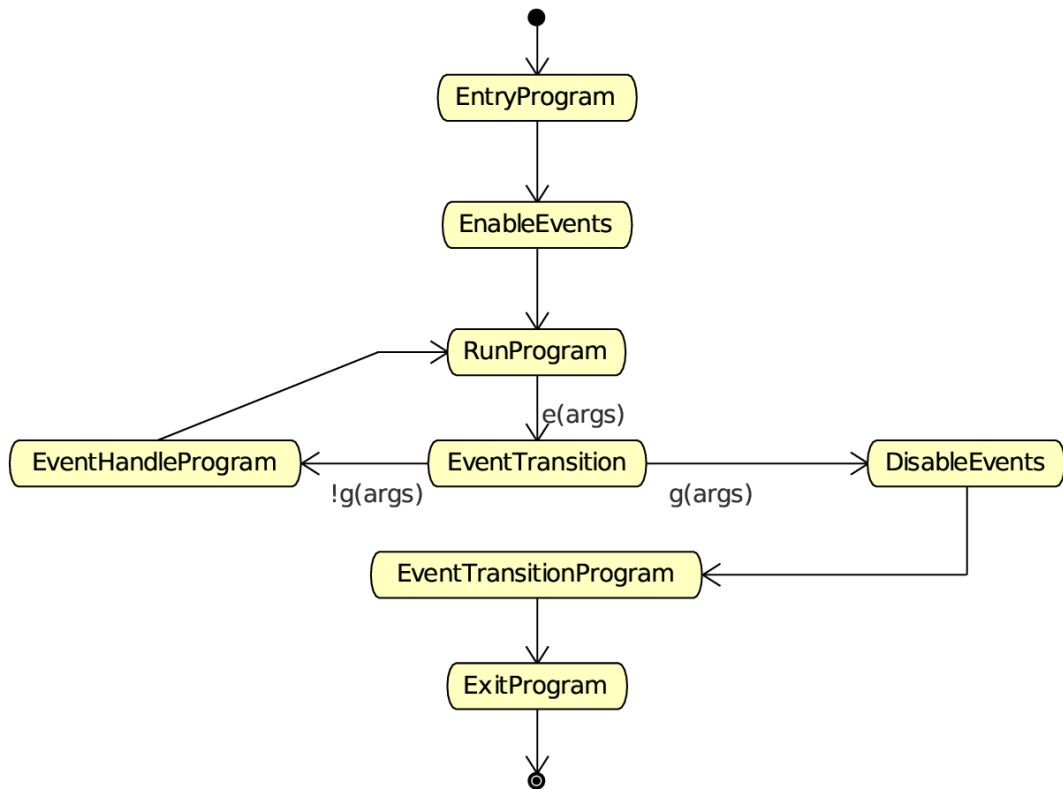 EntryProgram
EnableEvents
RunProgram
e(args)
EventHandleProgram
EventTransition
DisableEvents
!g(args)
g(args)
EventTransitionProgram
ExitProgram